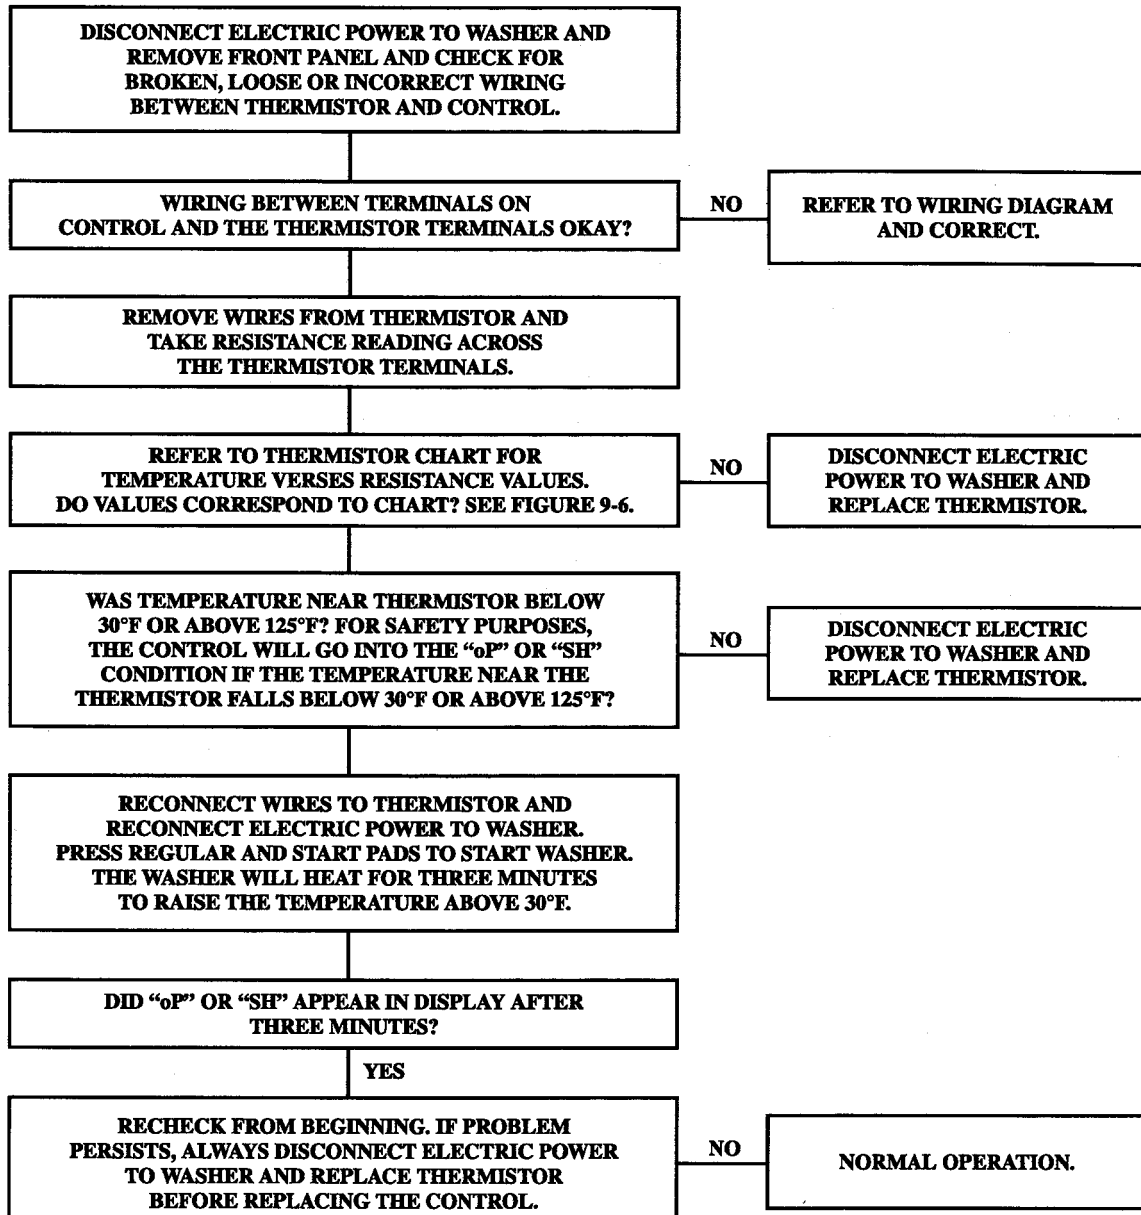 DISCONNECT ELECTRIC POWER TO WASHER AND
REMOVE FRONT PANEL AND CHECK FOR
BROKEN, LOOSE OR INCORRECT WIRING
BETWEEN THERMISTOR AND CONTROL.
WIRING BETWEEN TERMINALS ON
CONTROL AND THE THERMISTOR TERMINALS OKAY?
NO
REFER TO WIRING DIAGRAM
AND CORRECT.
REMOVE WIRES FROM THERMISTOR AND
TAKE RESISTANCE READING ACROSS
THE THERMISTOR TERMINALS.
REFER TO THERMISTOR CHART FOR
TEMPERATURE VERSES RESISTANCE VALUES.
DO VALUES CORRESPOND TO CHART? SEE FIGURE 9-6.
NO
DISCONNECT ELECTRIC
POWER TO WASHER AND
REPLACE THERMISTOR.
WAS TEMPERATURE NEAR THERMISTOR BELOW
30°F OR ABOVE 125°F? FOR SAFETY PURPOSES,
THE CONTROL WILL GO INTO THE “oP” OR “SH”
CONDITION IF THE TEMPERATURE NEAR THE
THERMISTOR FALLS BELOW 30°F OR ABOVE 125°F?
NO
DISCONNECT ELECTRIC
POWER TO WASHER AND
REPLACE THERMISTOR.
RECONNECT WIRES TO THERMISTOR AND
RECONNECT ELECTRIC POWER TO WASHER.
PRESS REGULAR AND START PADS TO START WASHER.
THE WASHER WILL HEAT FOR THREE MINUTES
TO RAISE THE TEMPERATURE ABOVE 30°F.
DID “oP” OR “SH” APPEAR IN DISPLAY AFTER
THREE MINUTES?
YES
RECHECK FROM BEGINNING. IF PROBLEM
PERSISTS, ALWAYS DISCONNECT ELECTRIC POWER
TO WASHER AND REPLACE THERMISTOR
BEFORE REPLACING THE CONTROL.
NO
NORMAL OPERATION.